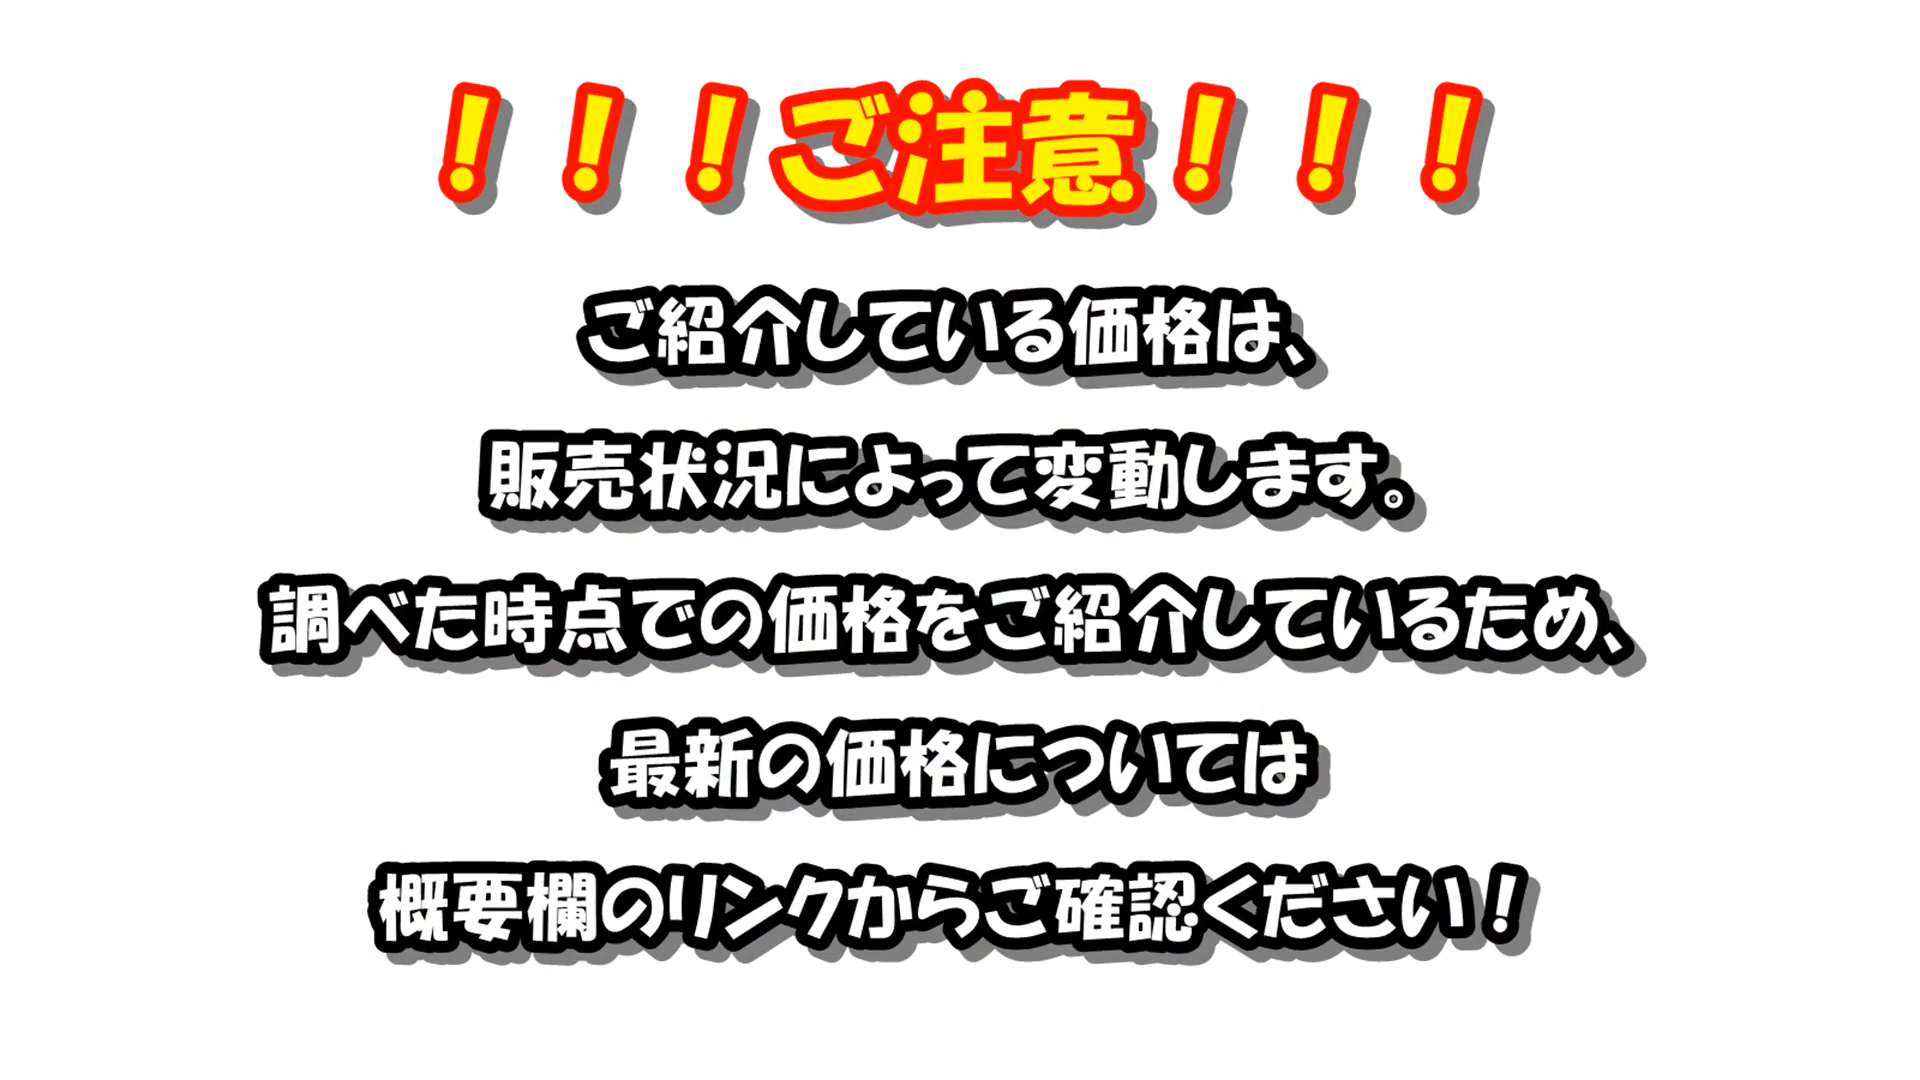 ！！！ご注意！！！
ご紹介している価格は、
販売状況によって変動します。
調べた時点での価格をご紹介しているため、
最新の価格については
概要欄のリンクからご確認ください！